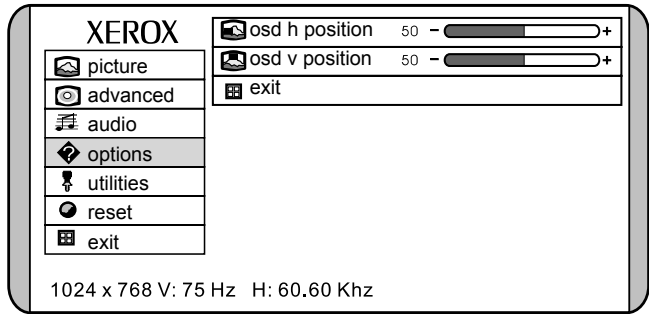 XEROX
picture
advanced
audio
options
utilities
reset
exit
osd h position 50 - +
osd v position 50 - +
exit
1024 x 768 V: 75 Hz H: 60.60 Khz